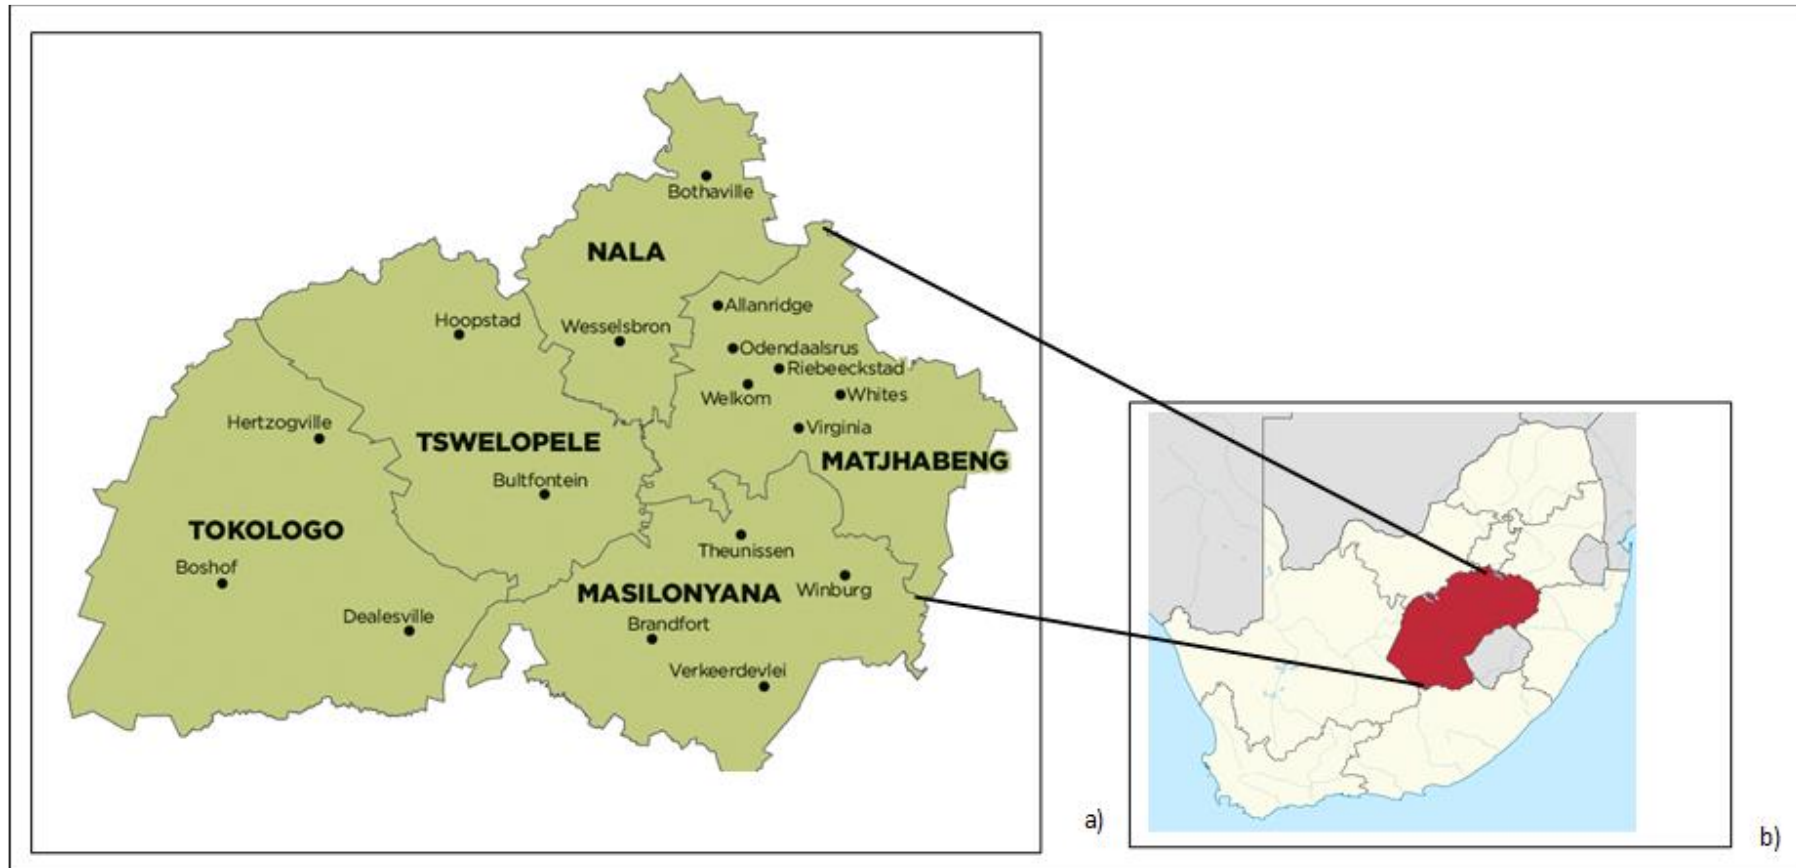 Bothaville
NALA
Allanridge
Hoopstad
Wesselsbron
Odendaalsrus
Riebeeckstad
Welkom
Whites
Hertzogville
Virginia
TSWELOPELE
MATJHABENG
Bultfontein
TOKOLOGO
Theunissen
Boshof
MASILONYANA
Winburg
Dealesville
Brandfort
Verkeerdevlei
a)
b)